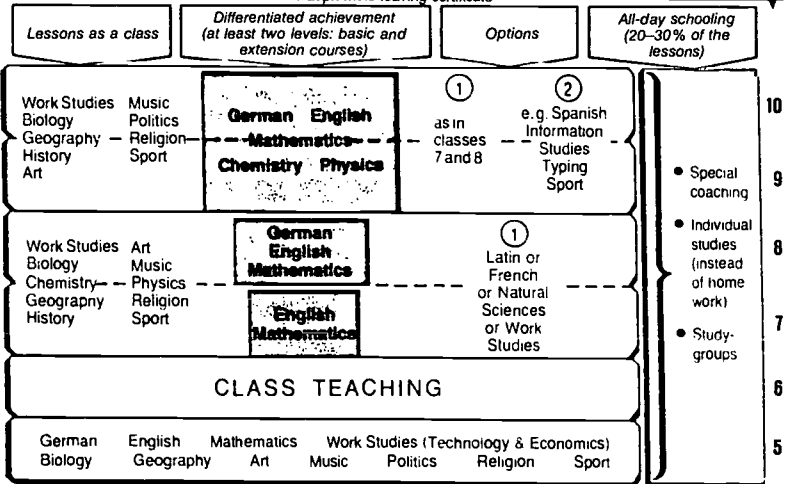 leaving certificate
Lessons as a class
Differentiated achievement
(at least two levels: basic and
extension courses)
Options
All-day schooling
(20–30% of the
lessons)
Work Studies Music
Biology Politics
Geography Religion
History Sport
Art
German English
Mathematics
Chemistry Physics
1
as in
classes
7 and 8
2
e.g. Spanish
Information
Studies
Typing
Sport
10
9
Work Studies Art
Biology Music
Chemistry Physics
Geography Religion
History Sport
German
English
Mathematics
English
Mathematics
1
Latin or
French
or Natural
Sciences
or Work
Studies
8
7
• Special
coaching
• Individual
studies
(instead
of home
work)
• Study-
groups
CLASS TEACHING
6
German English Mathematics Work Studies (Technology & Economics)
Biology Geography Art Music Politics Religion Sport
5